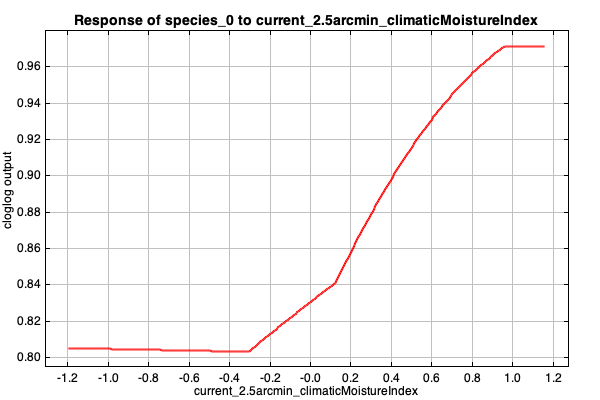 Response of species_0 to current_2.5arcmin_climaticMoistureIndex
cloglog output
0.96
0.94
0.92
0.90
0.88
0.86
0.84
0.82
0.80
-1.2 -1.0 -0.8 -0.6 -0.4 -0.2 -0.0 0.2 0.4 0.6 0.8 1.0 1.2
current_2.5arcmin_climaticMoistureIndex